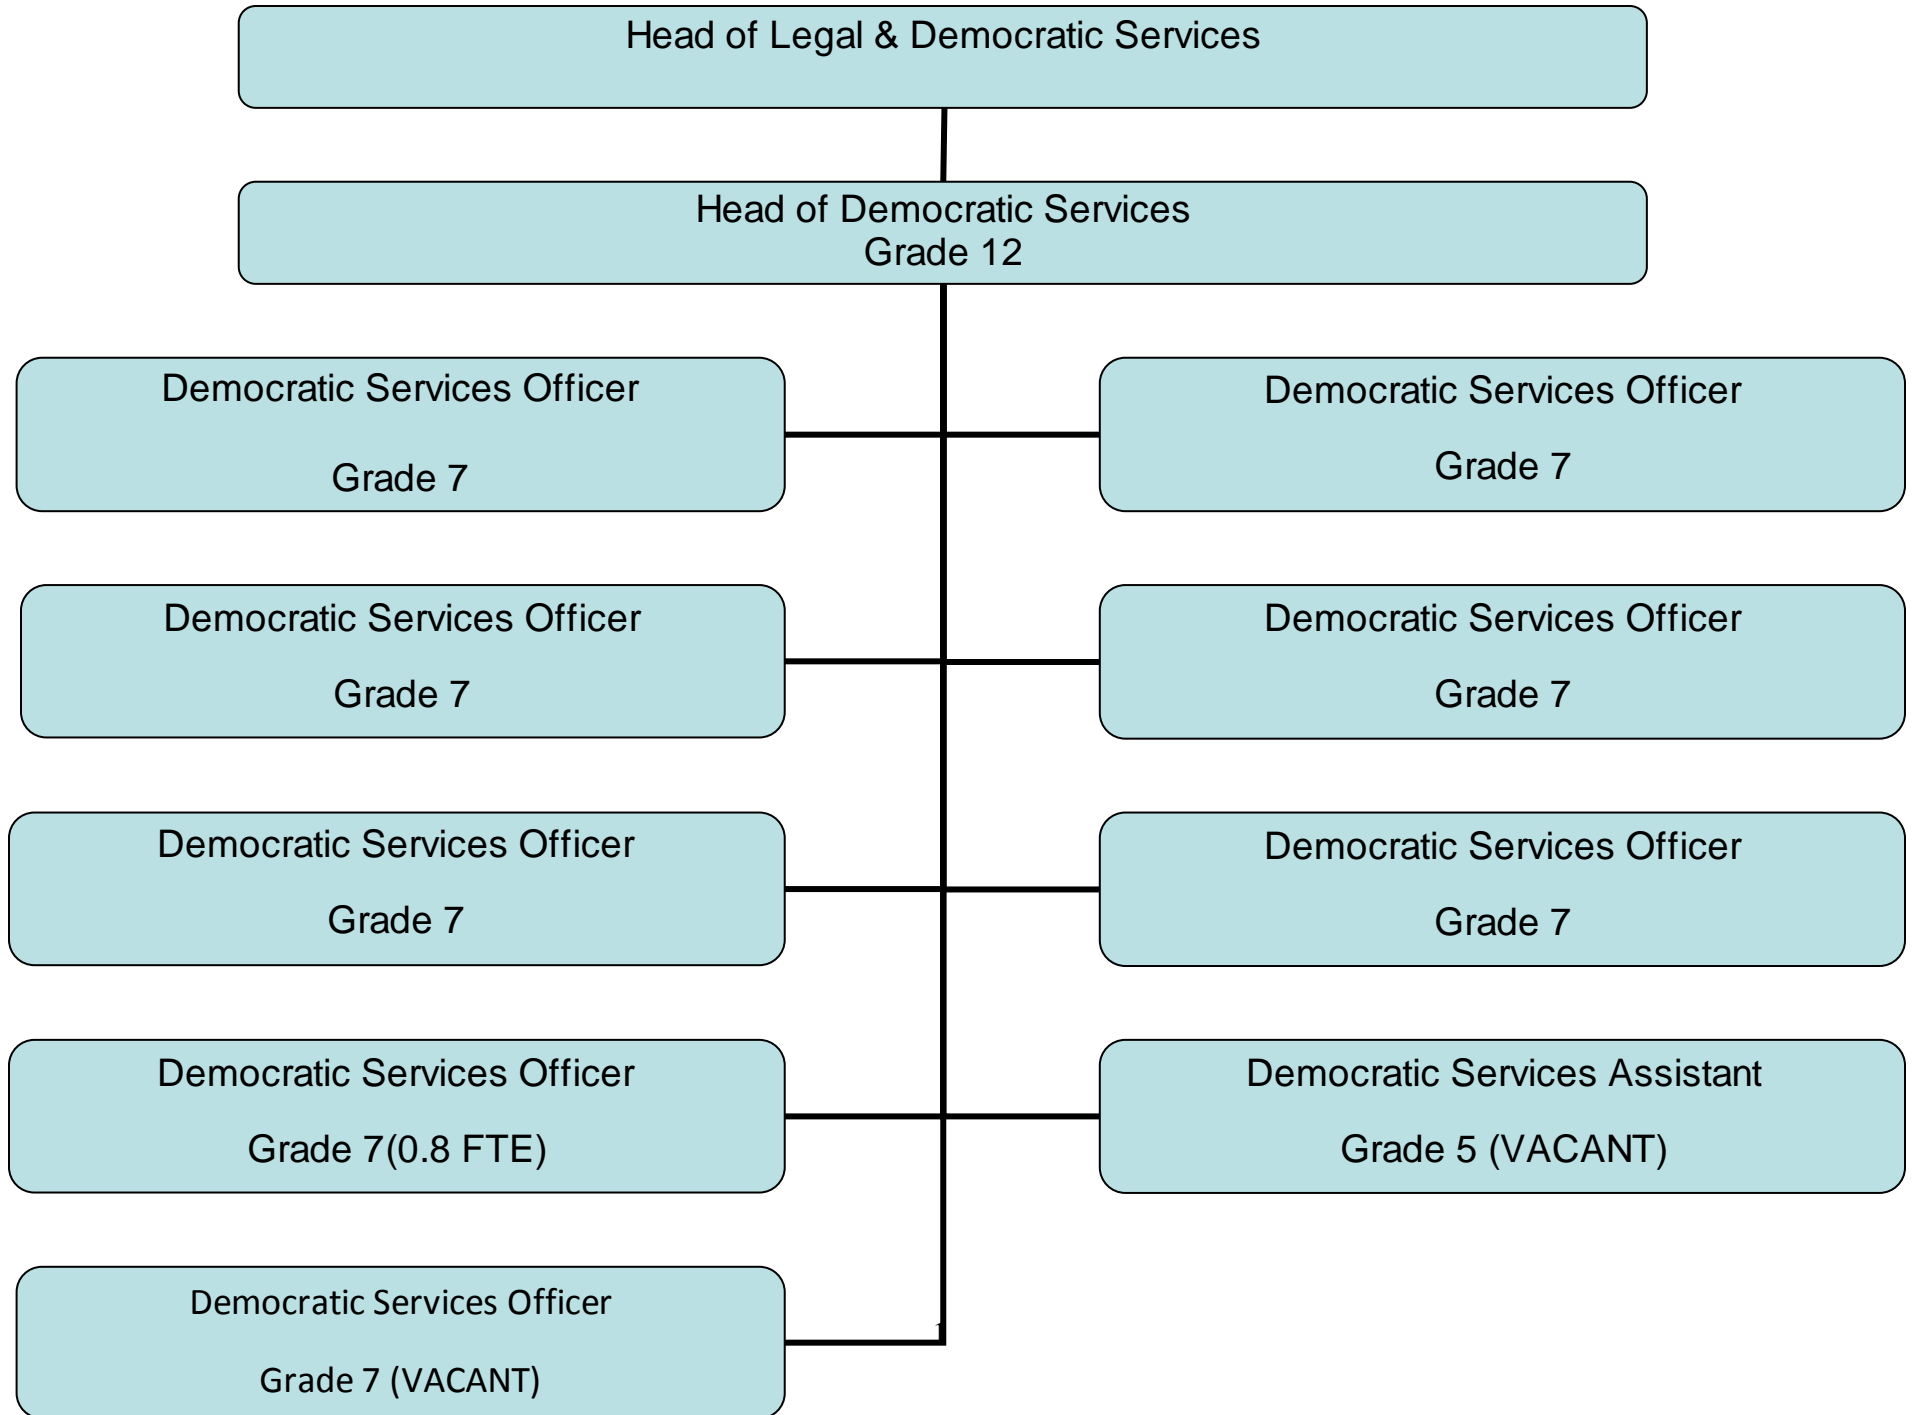 Head of Legal & Democratic Services
Head of Democratic Services
Grade 12
Democratic Services Officer
Grade 7
Democratic Services Officer
Grade 7
Democratic Services Officer
Grade 7
Democratic Services Officer
Grade 7
Democratic Services Officer
Grade 7
Democratic Services Officer
Grade 7
Democratic Services Officer
Grade 7(0.8 FTE)
Democratic Services Assistant
Grade 5 (VACANT)
Democratic Services Officer
Grade 7 (VACANT)